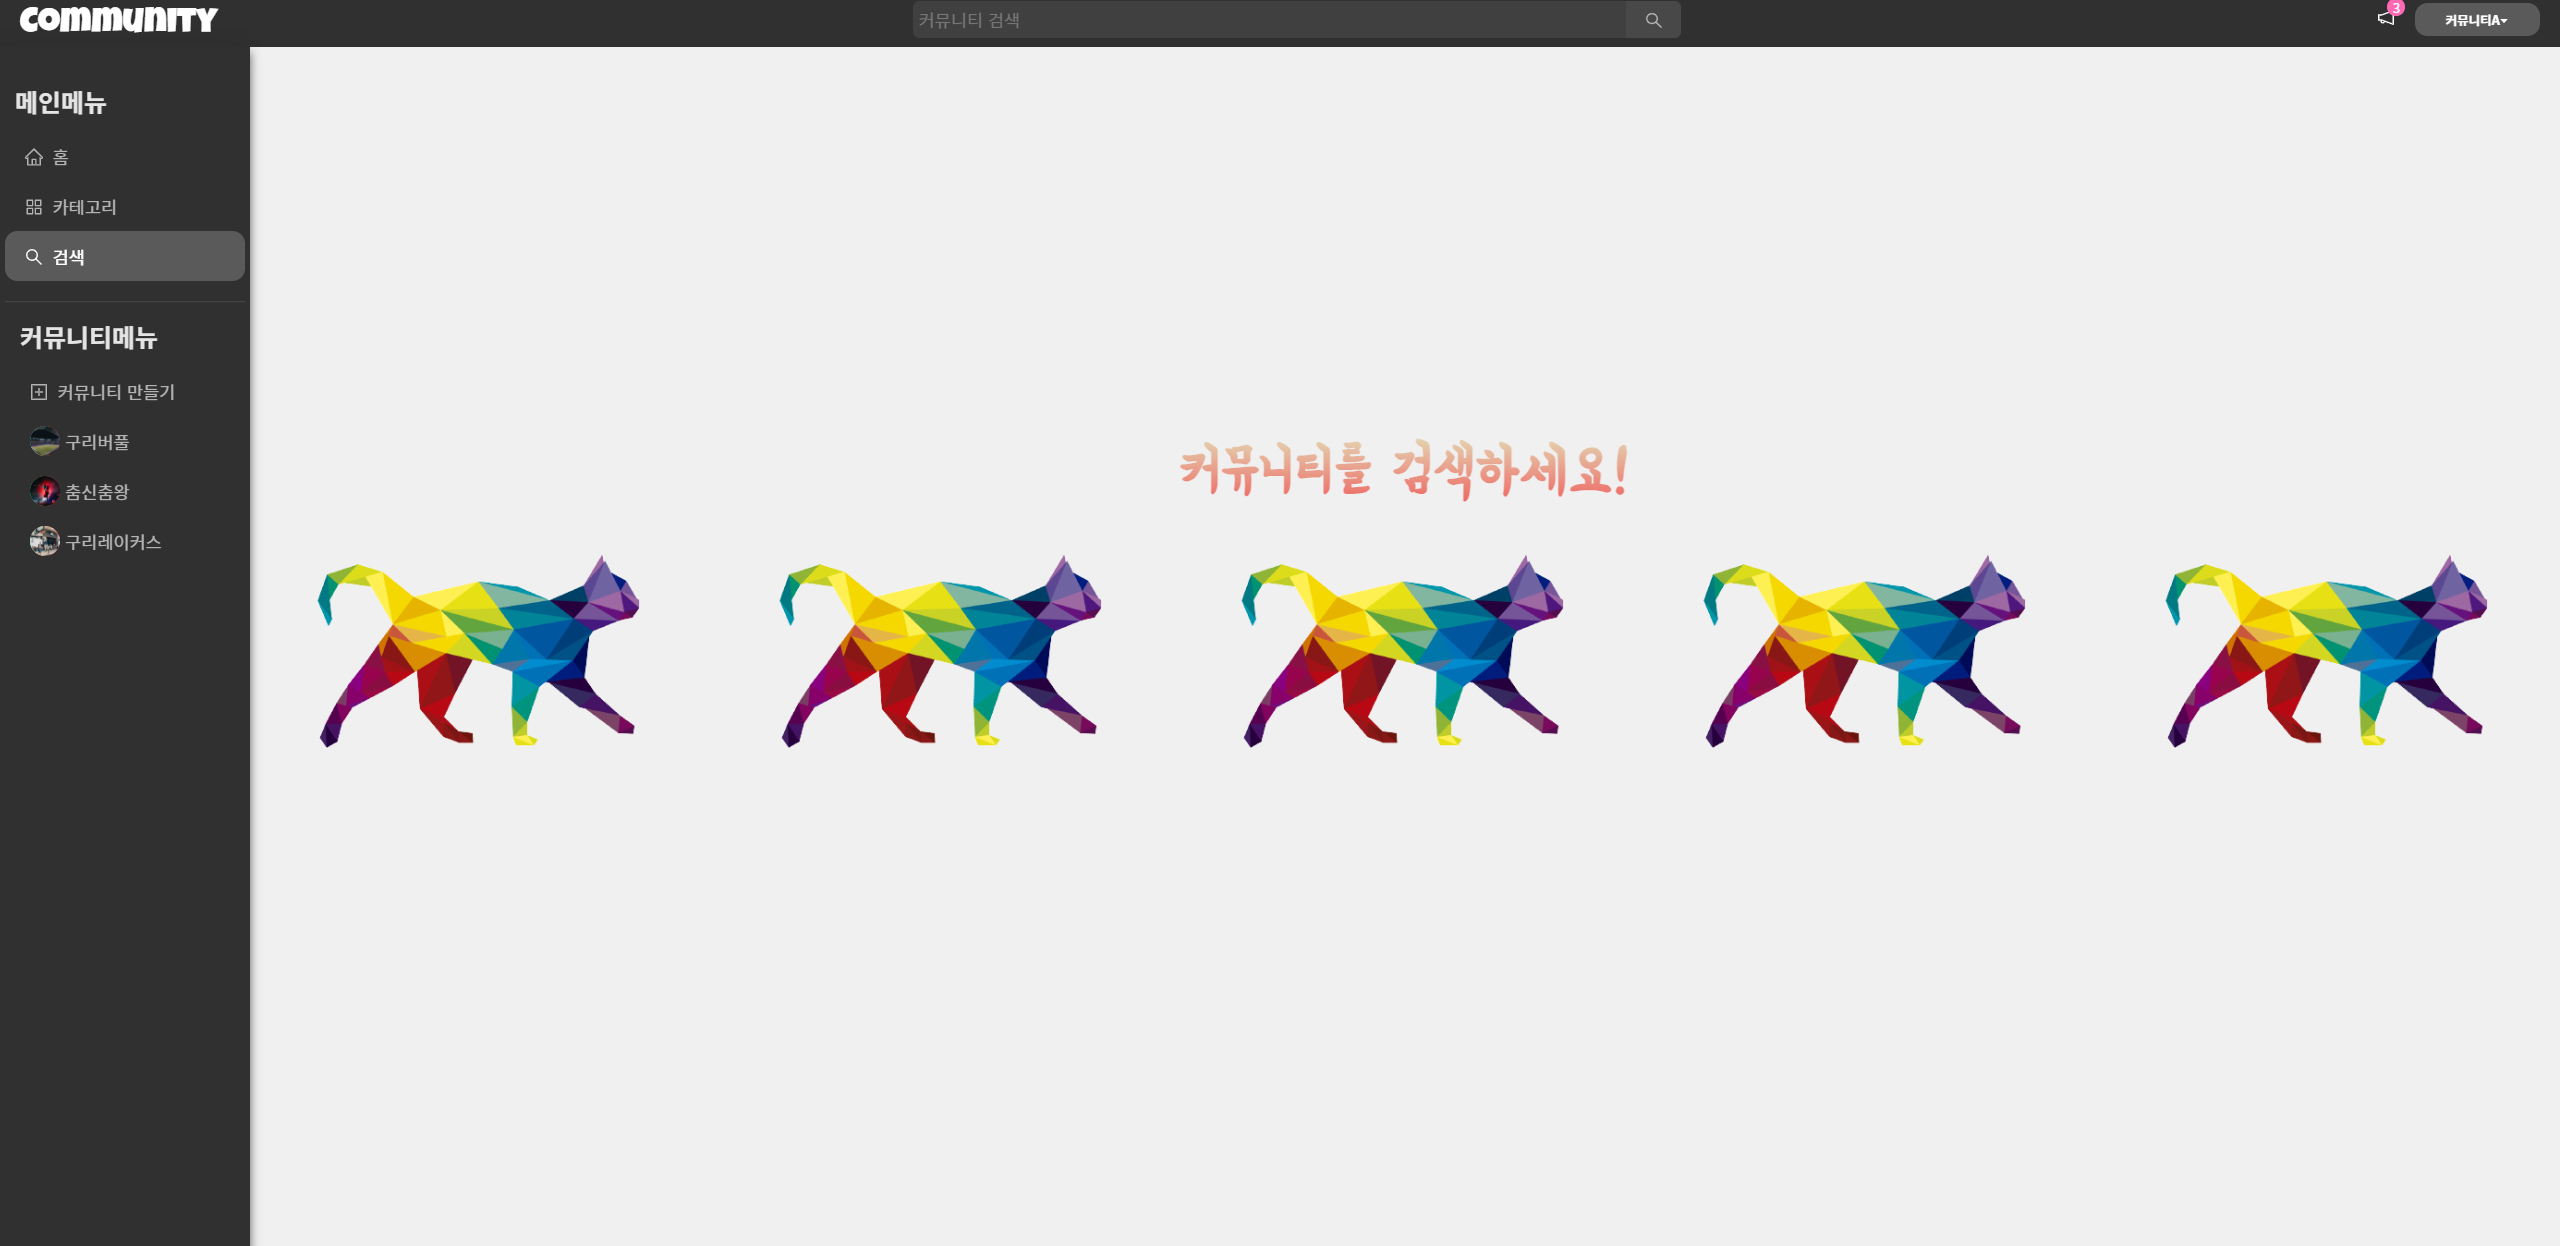 COMMUNITY
커뮤니티 검색
3
커뮤니티A
메인메뉴
홈
카테고리
검색
커뮤니티메뉴
커뮤니티 만들기
구리버풀
춤신춤왕
구리레이커스
커뮤니티를 검색하세요!